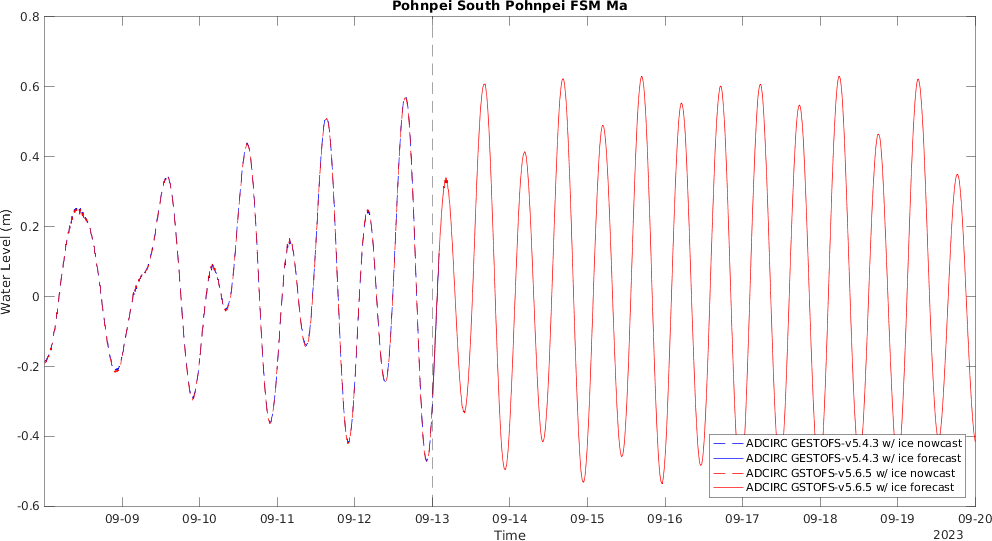 Pohnpei South Pohnpei FSM Ma
0.8
0.6
0.4
0.2
0
-0.2
-0.4
-0.6
Water Level (m)
09-09 09-10 09-11 09-12 09-13 09-14 09-15 09-16 09-17 09-18 09-19 09-20
Time
2023
ADCIRC GESTOFS-v5.4.3 w/ ice nowcast
ADCIRC GESTOFS-v5.4.3 w/ ice forecast
ADCIRC GSTOFS-v5.6.5 w/ ice nowcast
ADCIRC GSTOFS-v5.6.5 w/ ice forecast